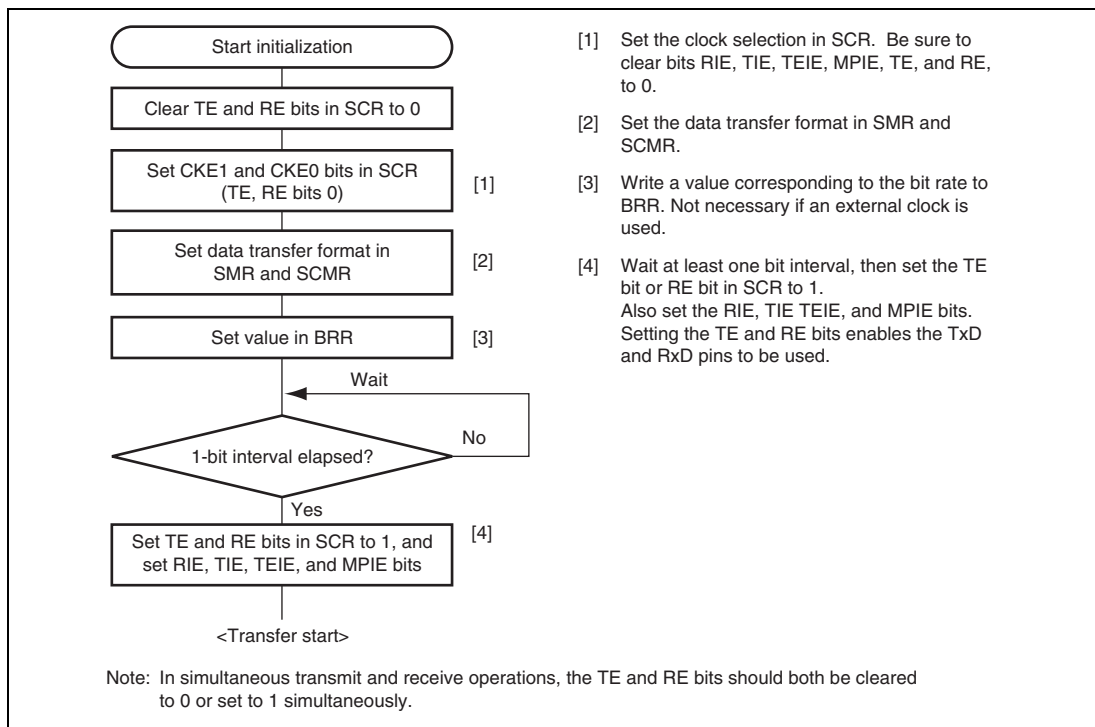 Start initialization
Clear TE and RE bits in SCR to 0
Set CKE1 and CKE0 bits in SCR
(TE, RE bits 0)
[1]
Set data transfer format in
SMR and SCMR
[2]
Set value in BRR
[3]
Wait
No
1-bit interval elapsed?
Yes
Set TE and RE bits in SCR to 1, and
set RIE, TIE, TEIE, and MPIE bits
[4]
<Transfer start>
[1] Set the clock selection in SCR. Be sure to
clear bits RIE, TIE, TEIE, MPIE, TE, and RE,
to 0.
[2] Set the data transfer format in SMR and
SCMR.
[3] Write a value corresponding to the bit rate to
BRR. Not necessary if an external clock is
used.
[4] Wait at least one bit interval, then set the TE
bit or RE bit in SCR to 1.
Also set the RIE, TIE TEIE, and MPIE bits.
Setting the TE and RE bits enables the TxD
and RxD pins to be used.
Note: In simultaneous transmit and receive operations, the TE and RE bits should both be cleared
to 0 or set to 1 simultaneously.